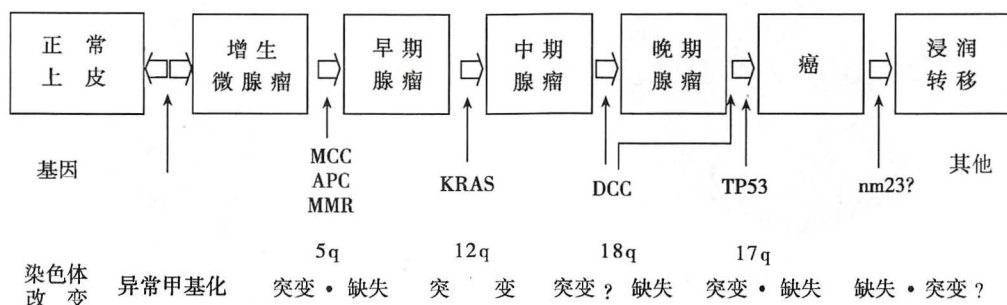 正常 增生 早期 中期 晚期 癌 浸润
上皮 微腺瘤 腺瘤 腺瘤 腺瘤 转移
基因 MCC 其他
APC KRAS DCC TP53 nm23?
MMR
5q 12q 18q 17q
染色体
改变 异常甲基化 突变·缺失 突变 突变? 缺失 突变·缺失 缺失·突变?